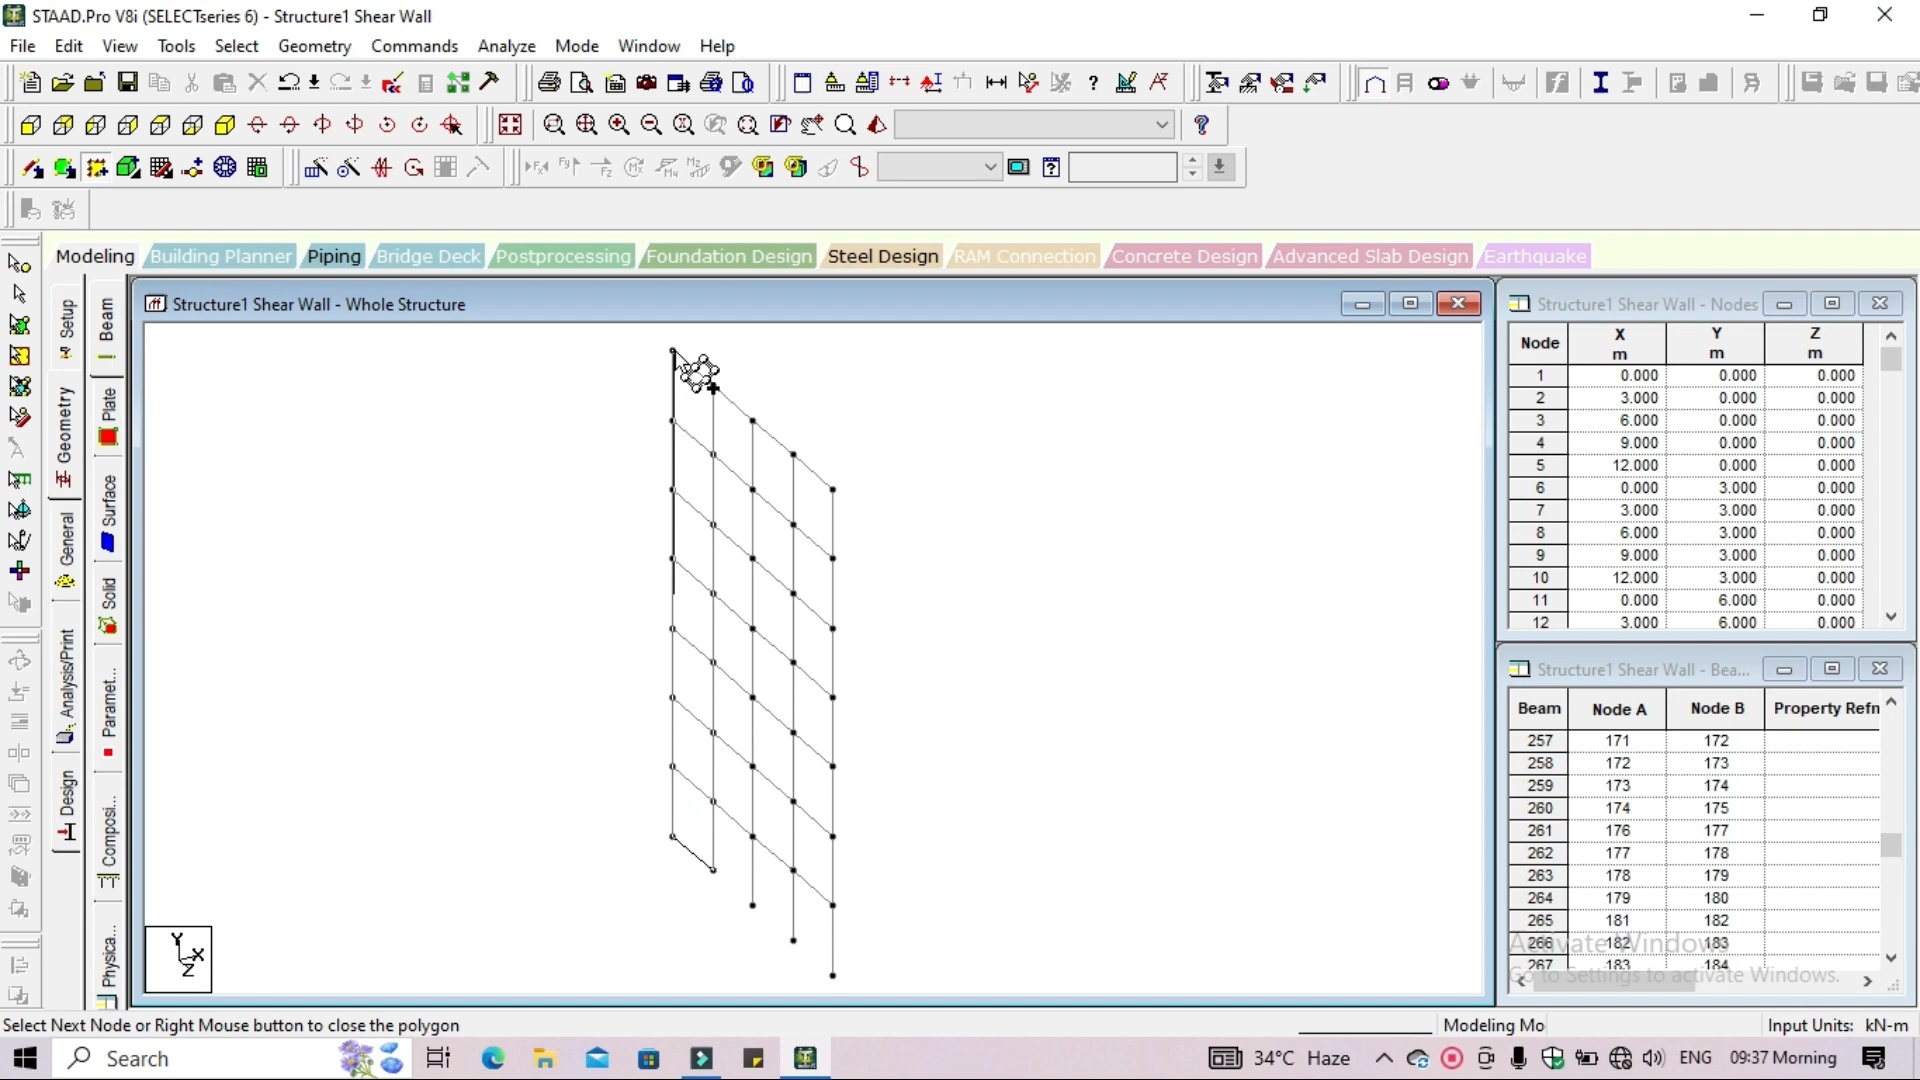 STAAD.Pro V8i (SELECTseries 6) - Structure1 Shear Wall
File Edit View Tools Select Geometry Commands Analyze Mode Window Help
Modeling Building Planner Piping Bridge Deck Postprocessing Foundation Design Steel Design RAM Connection Concrete Design Advanced Slab Design Earthquake
Setup
Geometry
General
Analysis/Print
Design
Beam
Plate
Surface
Solid
Paramet...
Composi...
Physica...
Structure1 Shear Wall - Whole Structure
Y
X
Z
Structure1 Shear Wall - Nodes
Node X m Y m Z m
1 0.000 0.000 0.000
2 3.000 0.000 0.000
3 6.000 0.000 0.000
4 9.000 0.000 0.000
5 12.000 0.000 0.000
6 0.000 3.000 0.000
7 3.000 3.000 0.000
8 6.000 3.000 0.000
9 9.000 3.000 0.000
10 12.000 3.000 0.000
11 0.000 6.000 0.000
12 3.000 6.000 0.000
Structure1 Shear Wall - Bea...
Beam Node A Node B Property Refn
257 171 172
258 172 173
259 173 174
260 174 175
261 176 177
262 177 178
263 178 179
264 179 180
265 181 182
266 182 183
267 183 184
Activate Windows
Go to Settings to activate Windows.
Select Next Node or Right Mouse button to close the polygon
Modeling Mo
Input Units: kN-m
Search
34°C Haze
ENG
09:37 Morning